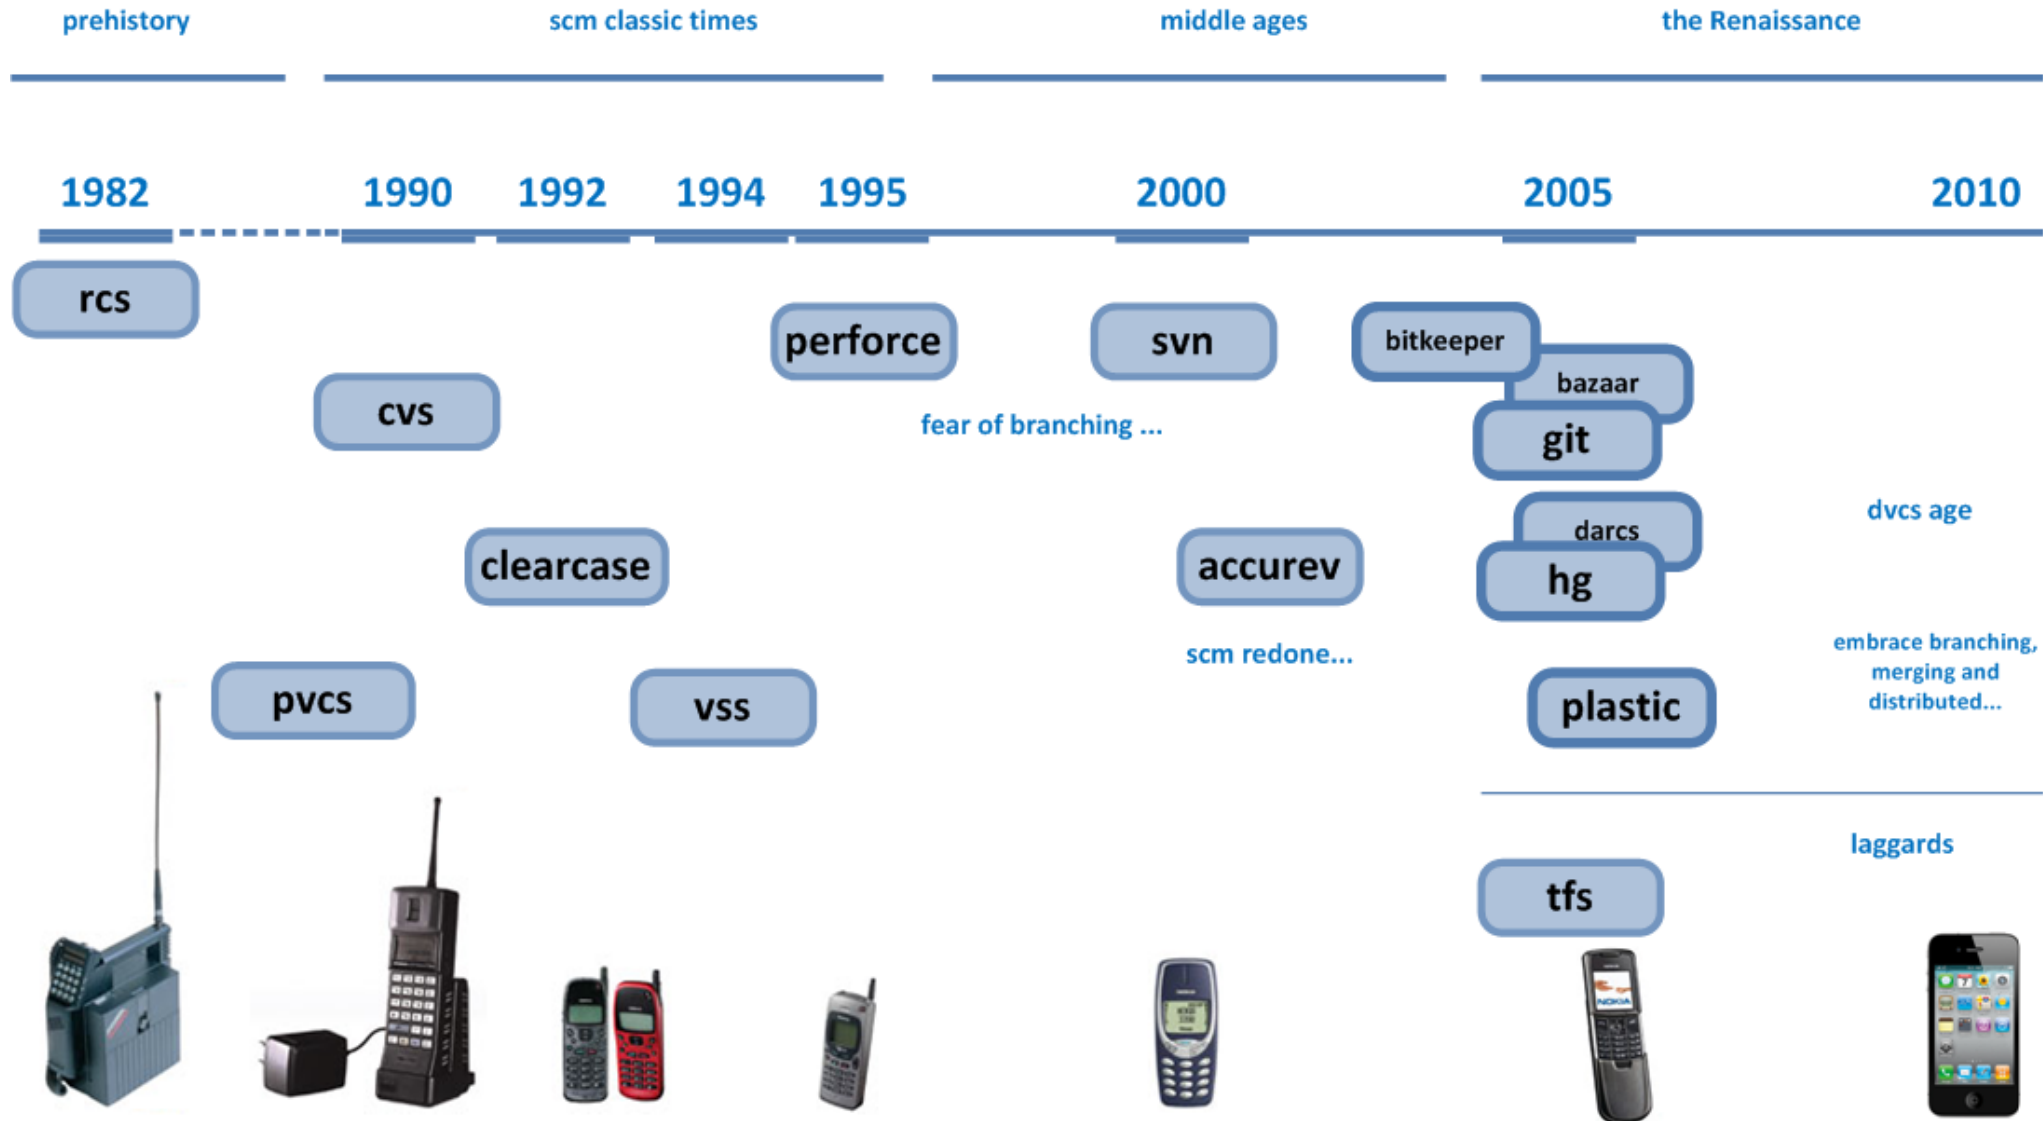 prehistory
scm classic times
middle ages
the Renaissance
1982
1990
1992
1994
1995
2000
2005
2010
rcs
perforce
svn
bitkeeper
bazaar
cvs
fear of branching ...
git
dvcs age
darcs
clearcase
accurev
hg
scm redone...
embrace branching,
merging and
distributed...
pvcs
vss
plastic
laggards
tfs
NOKIA